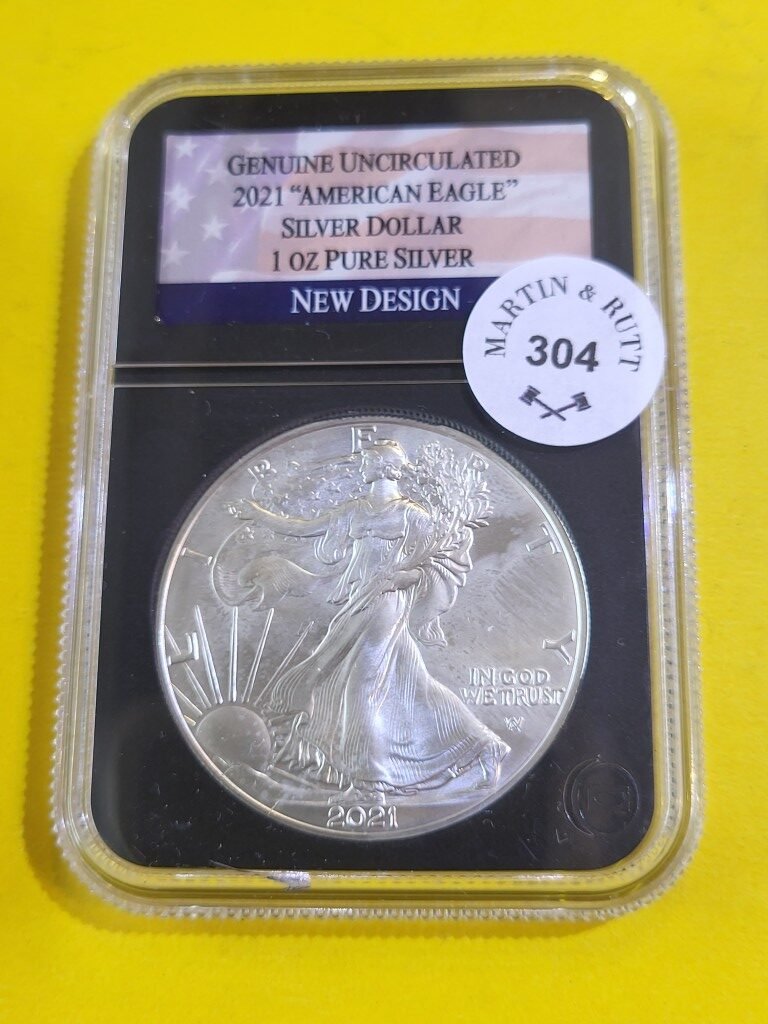 GENUINE UNCIRCULATED
2021 “AMERICAN EAGLE”
SILVER DOLLAR
1 OZ PURE SILVER
NEW DESIGN
MARTIN & RUTT
304
LIBERTY
IN GOD
WE TRUST
2021